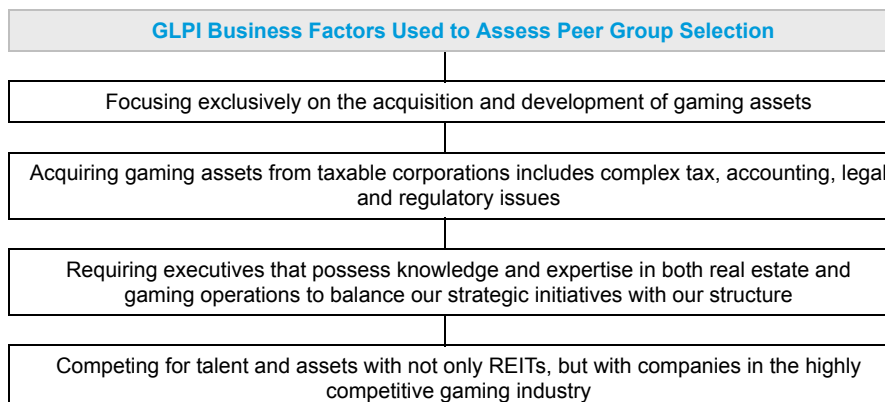 GLPI Business Factors Used to Assess Peer Group Selection
Focusing exclusively on the acquisition and development of gaming assets
Acquiring gaming assets from taxable corporations includes complex tax, accounting, legal
and regulatory issues
Requiring executives that possess knowledge and expertise in both real estate and
gaming operations to balance our strategic initiatives with our structure
Competing for talent and assets with not only REITs, but with companies in the highly
competitive gaming industry